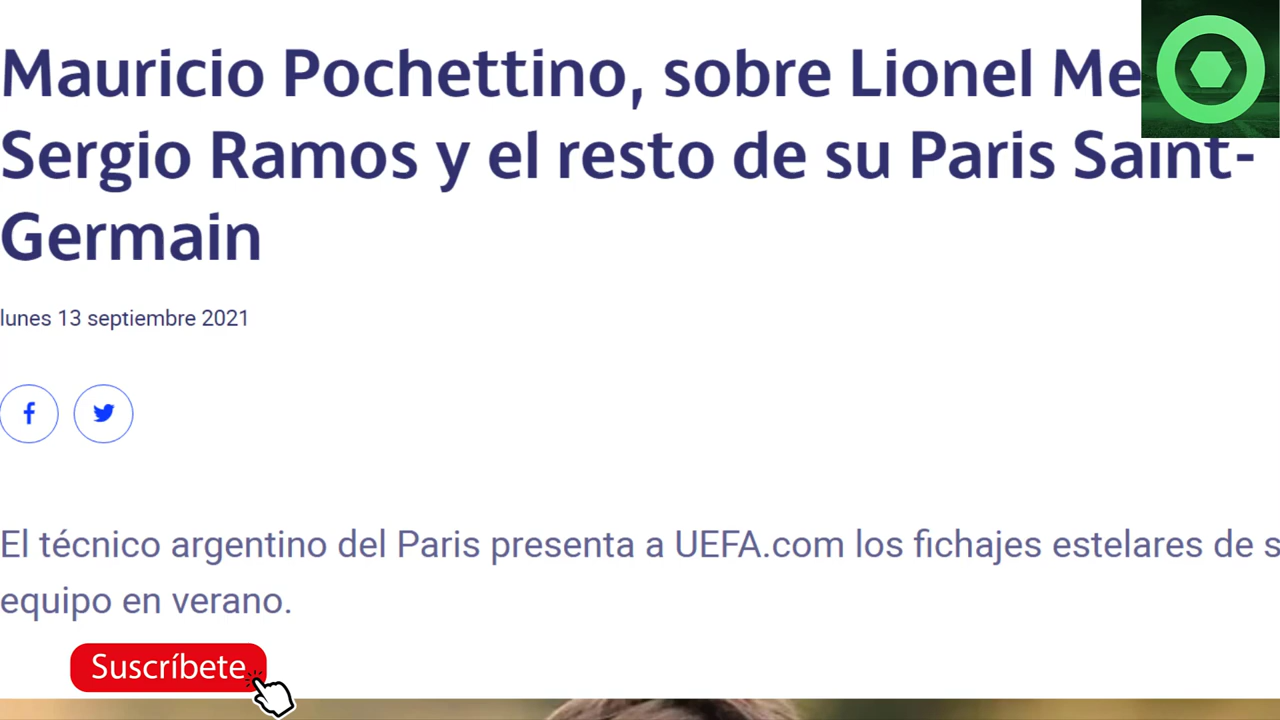 Mauricio Pochettino, sobre Lionel
Sergio Ramos y el resto de su Paris Saint-
Germain
lunes 13 septiembre 2021
El técnico argentino del Paris presenta a UEFA.com los fichajes estelares de
equipo en verano.
Suscríbete